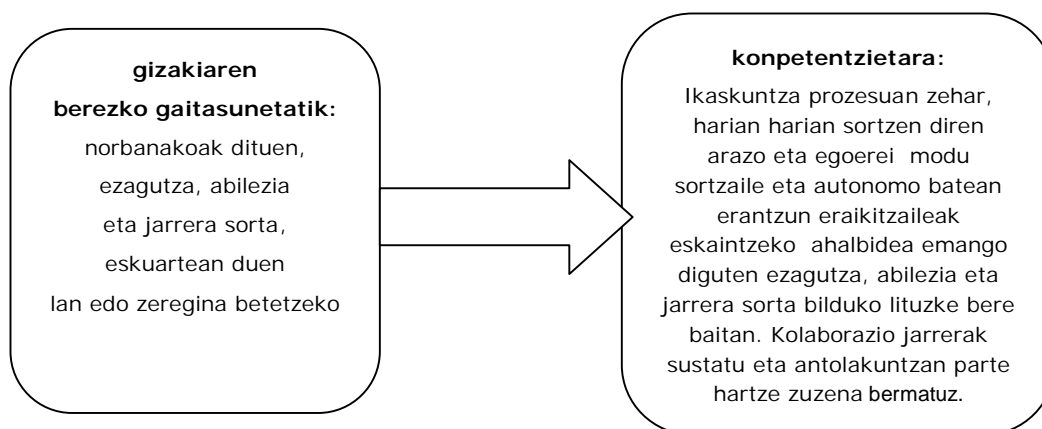 gizakiaren
berezko gaitasunetatik:
norbanakoak dituen,
ezagutza, abilezia
eta jarrera sorta,
eskuartean duen
lan edo zeregina betetzeko
konpetentzietara:
Ikaskuntza prozesuan zehar,
harian harian sortzen diren
arazo eta egoerei modu
sortzaile eta autonomo batean
erantzun eraikitzaileak
eskaintzeko ahalbidea emango
diguten ezagutza, abilezia eta
jarrera sorta bilduko lituzke bere
baitan. Kolaborazio jarrerak
sustatu eta antolakuntzan parte
hartze zuzena bermatuz.